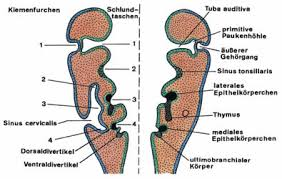 Kiemenfurchen
Schlund-
taschen
1
1
2
2
3
3
Sinus cervicalis
4
4
Dorsaldivertikel
Ventraldivertikel
Tuba auditive
primitive
Paukenhöhle
äußerer
Gehörgang
Sinus tonsillaris
laterales
Epithelkörperchen
Thymus
mediales
Epithelkörperchen
ultimobranchialer
Körper